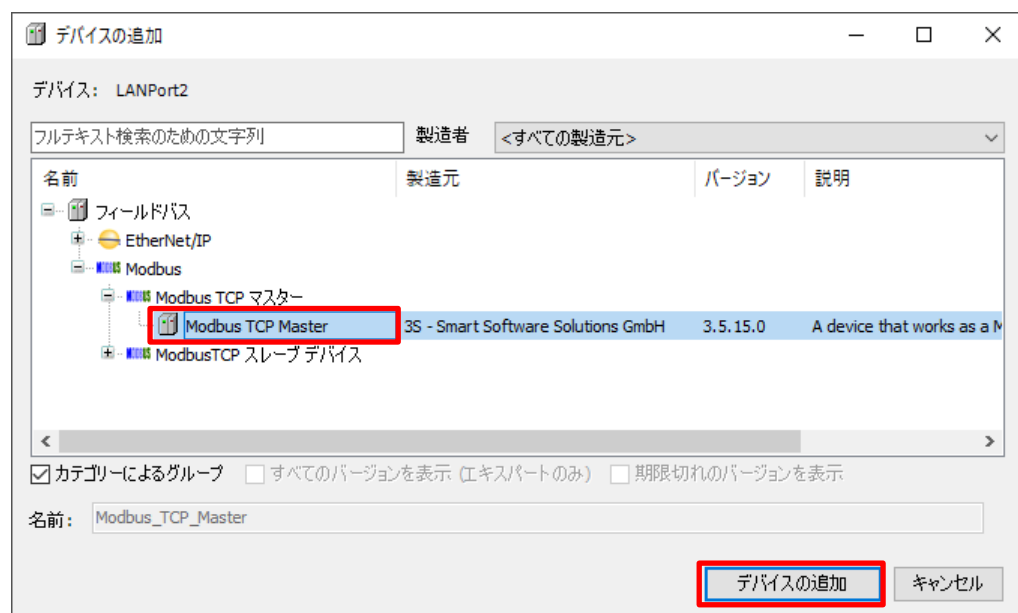 デバイスの追加
デバイス: LANPort2
フルテキスト検索のための文字列 製造者 <すべての製造元>
名前 製造元 バージョン 説明
フィールドバス
EtherNet/IP
MODBUS Modbus
MODBUS Modbus TCP マスター
Modbus TCP Master 3S - Smart Software Solutions GmbH 3.5.15.0 A device that works as a M
MODBUS ModbusTCP スレーブ デバイス
カテゴリーによるグループ すべてのバージョンを表示 (エキスパートのみ) 期限切れのバージョンを表示
名前: Modbus_TCP_Master
デバイスの追加 キャンセル